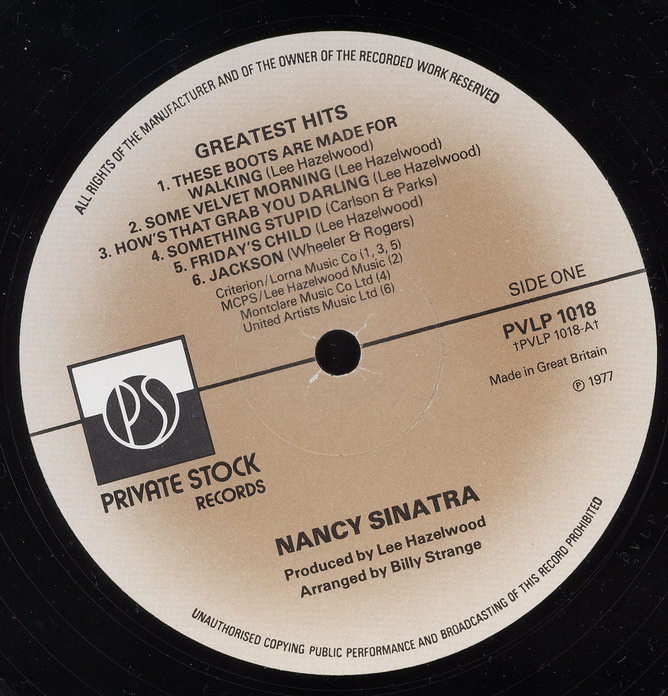 ALL RIGHTS OF THE MANUFACTURER AND OF THE OWNER OF THE RECORDED WORK RESERVED
GREATEST HITS
1. THESE BOOTS ARE MADE FOR
WALKING (Lee Hazelwood)
2. SOME VELVET MORNING (Lee Hazelwood)
3. HOW'S THAT GRAB YOU DARLING (Lee Hazelwood)
4. SOMETHING STUPID (Carlson & Parks)
5. FRIDAY'S CHILD (Lee Hazelwood)
6. JACKSON (Wheeler & Rogers)
Criterion/Lorna Music Co (1, 3, 5)
MCPS/Lee Hazelwood Music (2)
Montclare Music Co Ltd (4)
United Artists Music Ltd (6)
SIDE ONE
PVLP 1018
†PVLP 1018-A†
Made in Great Britain
℗ 1977
PS
PRIVATE STOCK
RECORDS
NANCY SINATRA
Produced by Lee Hazelwood
Arranged by Billy Strange
UNAUTHORISED COPYING PUBLIC PERFORMANCE AND BROADCASTING OF THIS RECORD PROHIBITED